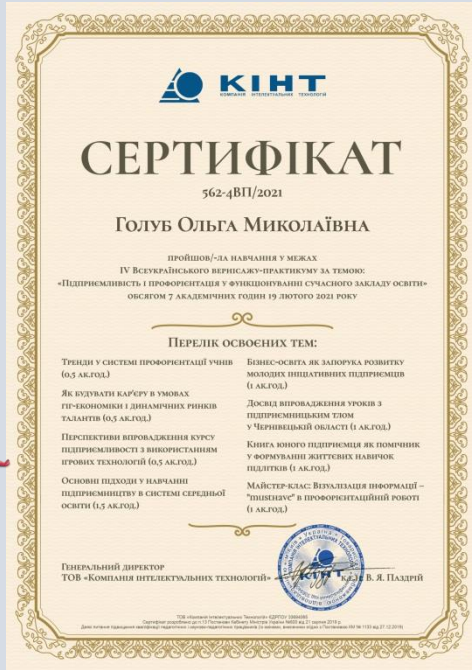 КІНТ
КОМПАНІЯ ІНТЕЛЕКТУАЛЬНИХ ТЕХНОЛОГІЙ
СЕРТИФІКАТ
562-4ВП/2021
Голуб Ольга Миколаївна
пройшов/-ла навчання у межах
IV Всеукраїнського вернісажу-практикуму за темою:
«Підприємливість і профорієнтація у функціонуванні сучасного закладу освіти»
обсягом 7 академічних годин 19 лютого 2021 року
Перелік освоєних тем:
Тренди у системі профорієнтації учнів
(0,5 ак.год.)
Як будувати кар'єру в умовах
гіг-економіки і динамічних ринків
талантів (0,5 ак.год.)
Перспективи впровадження курсу
підприємливості з використанням
ігрових технологій (0,5 ак.год.)
Основні підходи у навчанні
підприємництву в системі середньої
освіти (1,5 ак.год.)
Бізнес-освіта як запорука розвитку
молодих ініціативних підприємців
(1 ак.год.)
Досвід впровадження уроків з
підприємницьким тлом
у Чернівецькій області (1 ак.год.)
Книга юного підприємця як помічник
у формуванні життєвих навичок
підлітків (1 ак.год.)
Майстер-клас: Візуалізація інформації –
в профорієнтаційній роботі
(1 ак.год.)
Генеральний директор
ТОВ «Компанія інтелектуальних технологій»
КІНТ
В. Я. Паздрій